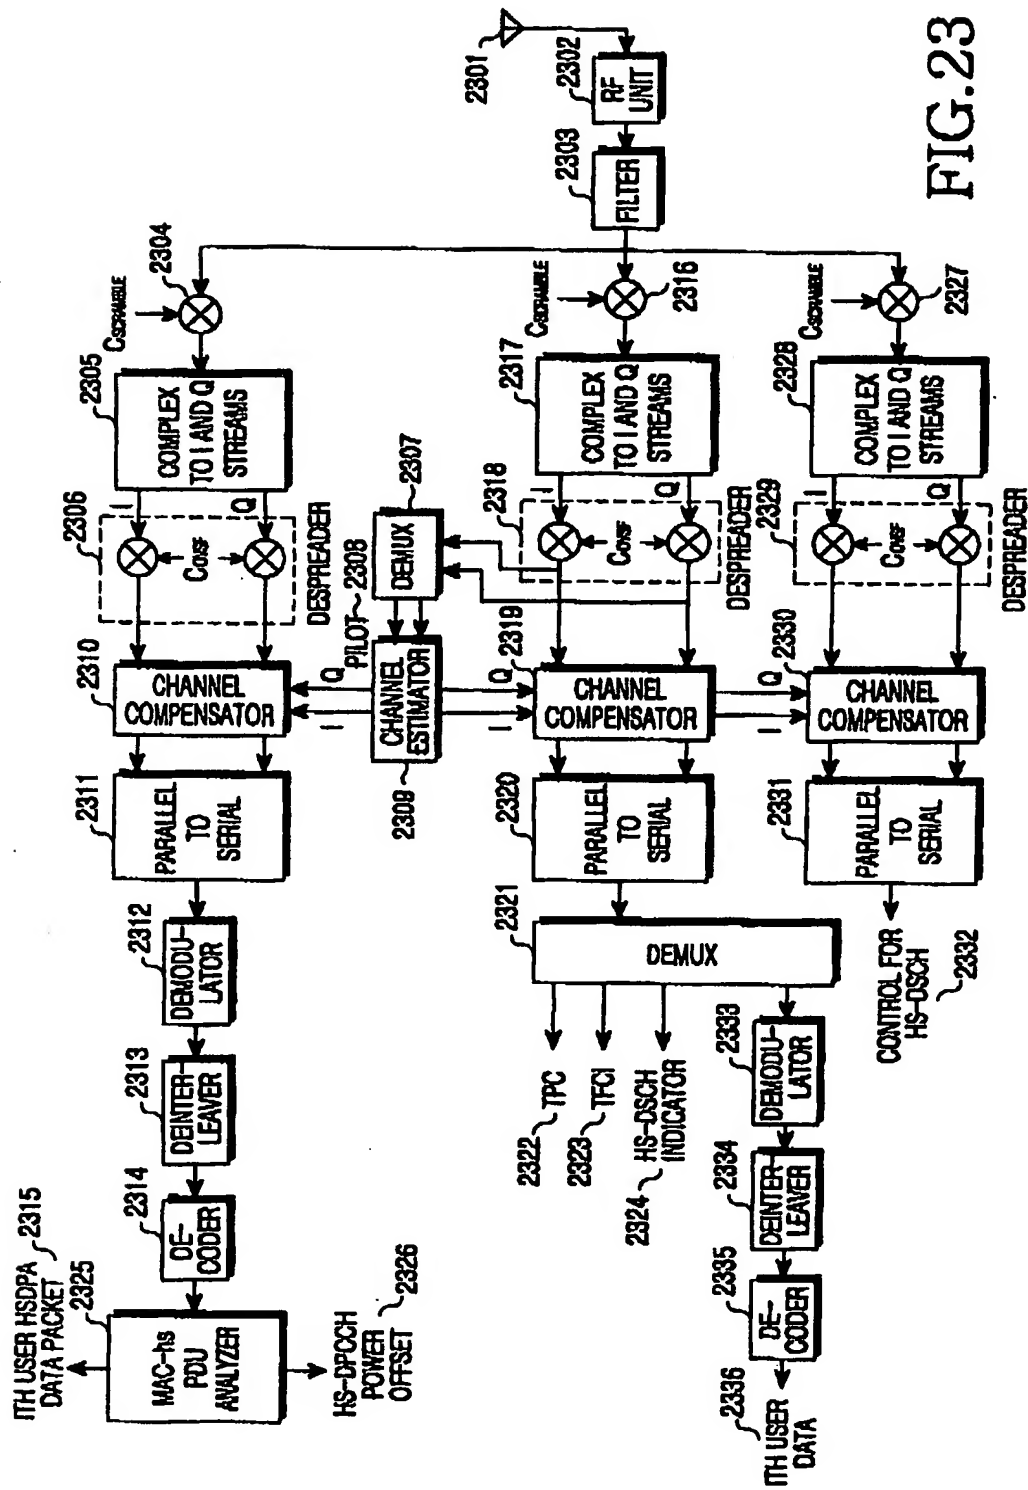 2301
2302
RF
UNIT
2303
FILTER
2304
CSCRAMBLE
2305
COMPLEX
TO I AND Q
STREAMS
2306
I
Q
COVSF
DESPREADER
2310
CHANNEL
COMPENSATOR
2311
PARALLEL
TO
SERIAL
2312
DEMODU-
LATOR
2313
DEINTER-
LEAVER
2314
DE-
CODER
2325
MAC-hs
PDU
ANALYZER
ITH USER HSDPA
DATA PACKET
2315
HS-DPCCH
POWER
OFFSET
2326
2307
DEMUX
PILOT
2308
CHANNEL
ESTIMATOR
2309
Q
I
Q
I
CSCRAMBLE
2316
2317
COMPLEX
TO I AND Q
STREAMS
2318
I
Q
COVSF
DESPREADER
2319
CHANNEL
COMPENSATOR
2320
PARALLEL
TO
SERIAL
2321
DEMUX
2322
TPC
2323
TFCI
2324
HS-DSCH
INDICATOR
2333
DEMODU-
LATOR
2334
DEINTER-
LEAVER
2335
DE-
CODER
2336
ITH USER
DATA
CSCRAMBLE
2327
2328
COMPLEX
TO I AND Q
STREAMS
2329
I
Q
COVSF
DESPREADER
2330
Q
I
CHANNEL
COMPENSATOR
2331
PARALLEL
TO
SERIAL
CONTROL FOR
HS-DSCH
2332
FIG.23